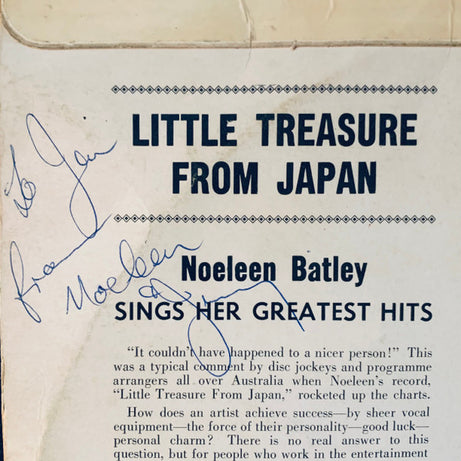 LITTLE TREASURE
FROM JAPAN
To Jan
from
Noeleen
Noeleen Batley
SINGS HER GREATEST HITS
"It couldn't have happened to a nicer person!" This
was a typical comment by disc jockeys and programme
arrangers all over Australia when Noeleen's record,
"Little Treasure From Japan," rocketed up the charts.
How does an artist achieve success—by sheer vocal
equipment—the force of their personality—good luck—
personal charm? There is no real answer to this
question, but for people who work in the entertainment